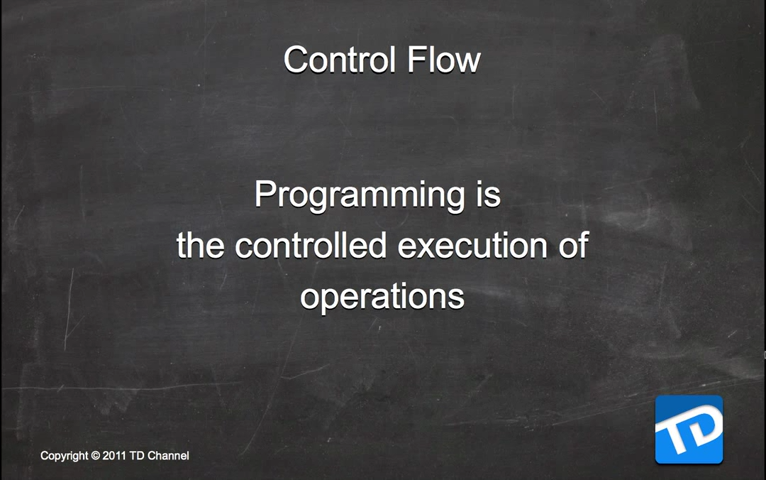 Control Flow
Programming is
the controlled execution of
operations
Copyright © 2011 TD Channel
TD